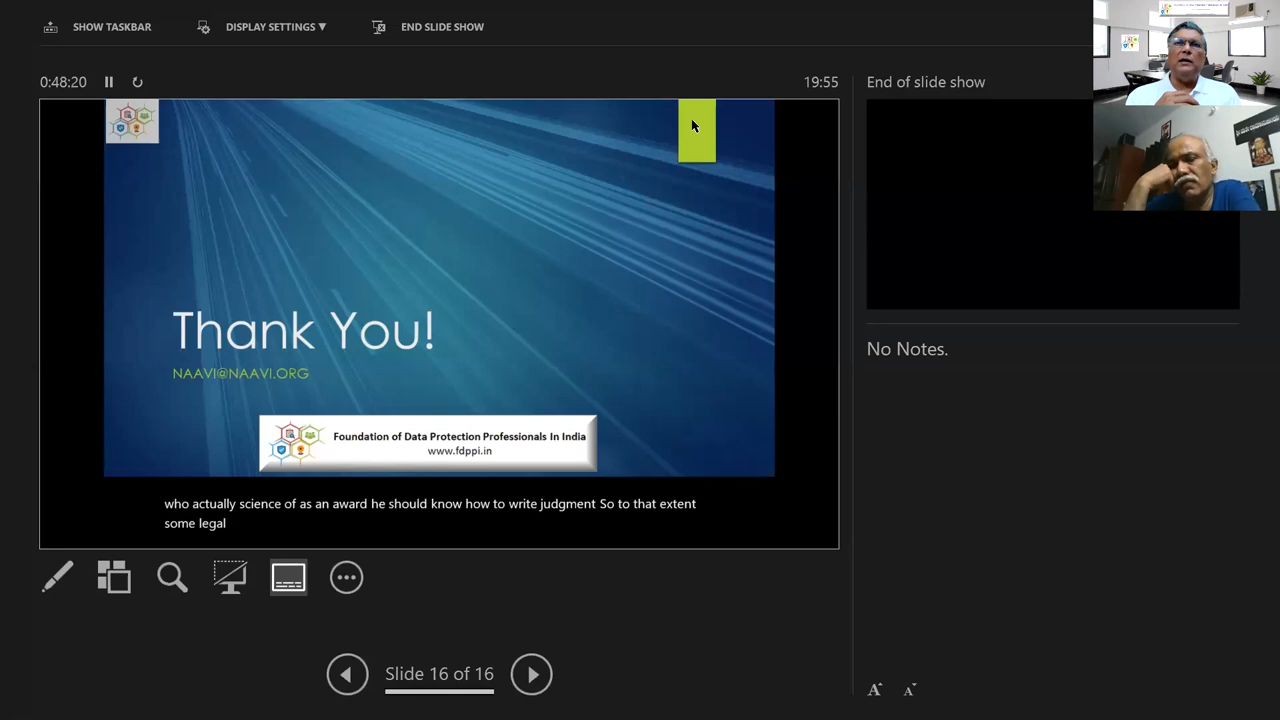 SHOW TASKBAR
DISPLAY SETTINGS ▼
END SLIDE SHOW
0:48:20
19:55
End of slide show
Thank You!
NAAVI@NAAVI.ORG
Foundation of Data Protection Professionals In India
www.fdppi.in
who actually science of as an award he should know how to write judgment So to that extent
some legal
No Notes.
Slide 16 of 16
A A